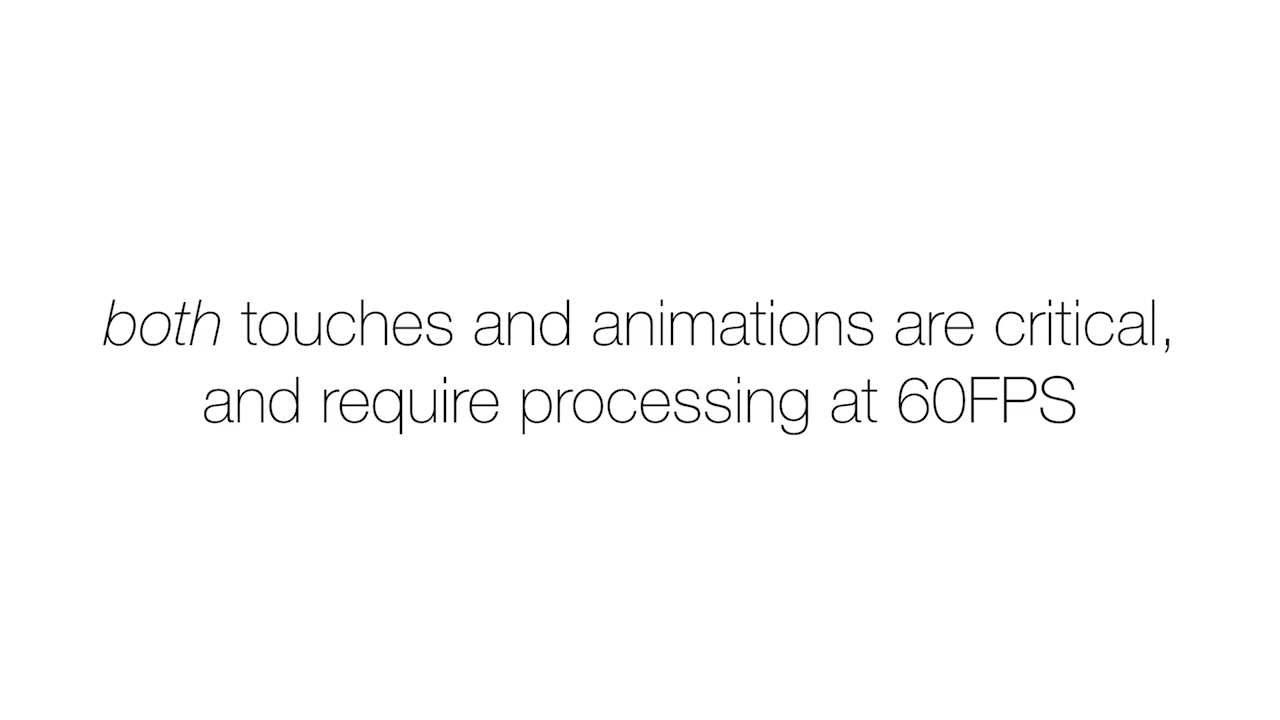 both touches and animations are critical,
and require processing at 60FPS